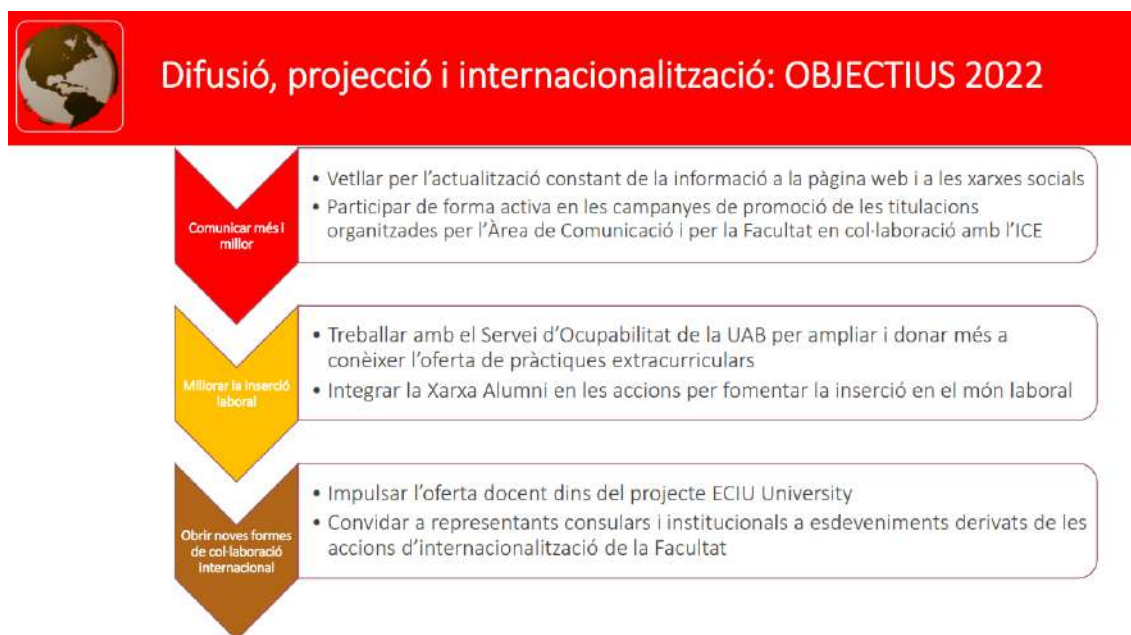 Difusió, projecció i internacionalització: OBJECTIUS 2022
Comunicar més i
millor
• Vetllar per l'actualització constant de la informació a la pàgina web i a les xarxes socials
• Participar de forma activa en les campanyes de promoció de les titulacions
organitzades per l'Àrea de Comunicació i per la Facultat en col·laboració amb l'ICE
Millorar la inserció
laboral
• Treballar amb el Servei d'Ocupabilitat de la UAB per ampliar i donar més a
conèixer l'oferta de pràctiques extracurriculars
• Integrar la Xarxa Alumni en les accions per fomentar la inserció en el món laboral
Obrir noves formes
de col·laboració
internacional
• Impulsar l'oferta docent dins del projecte ECIU University
• Convidar a representants consulars i institucionals a esdeveniments derivats de les
accions d'internacionalització de la Facultat